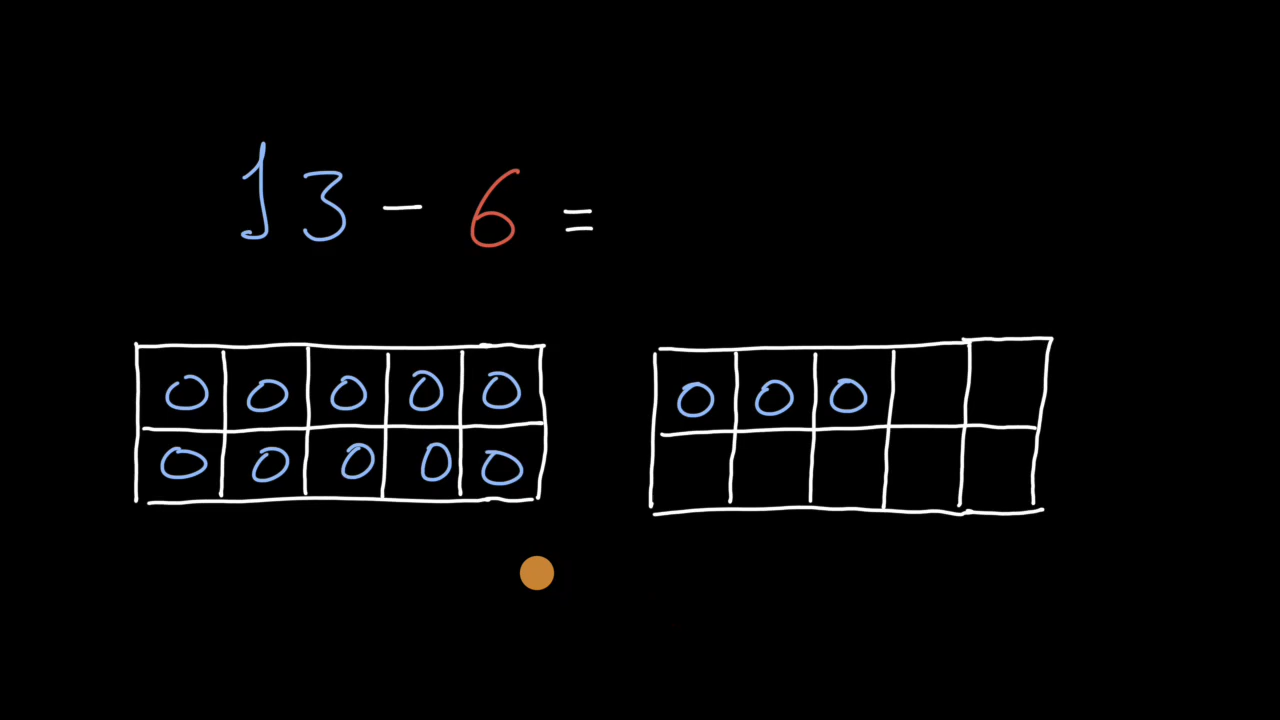 13 - 6 =